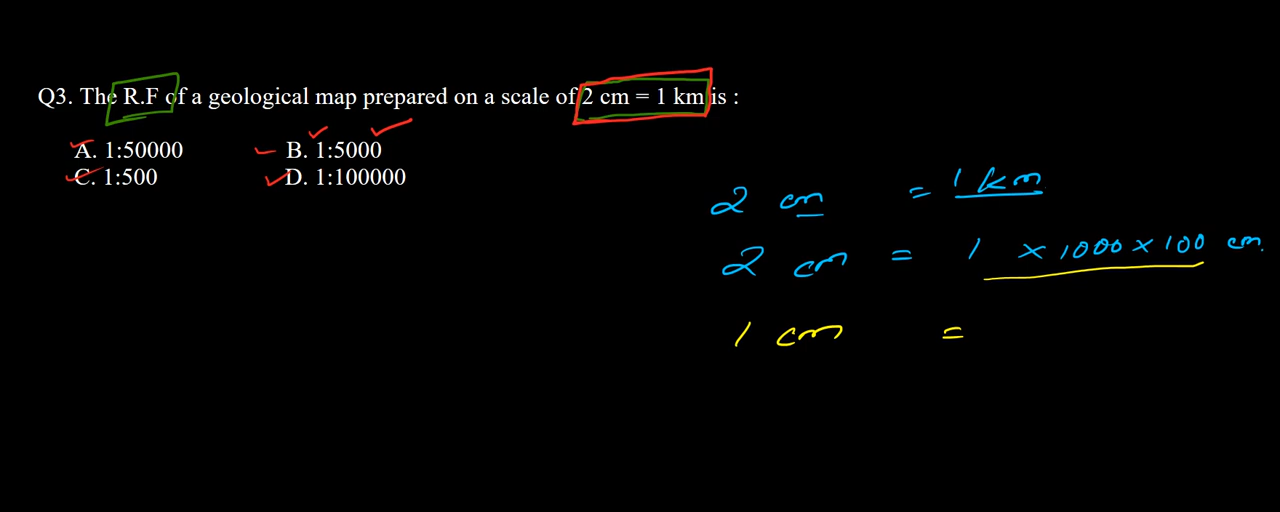 Q3. The R.F of a geological map prepared on a scale of 2 cm = 1 km is :
A. 1:50000 B. 1:5000
C. 1:500 D. 1:100000
2 cm = 1 km
2 cm = 1 × 1000 × 100 cm.
1 cm =